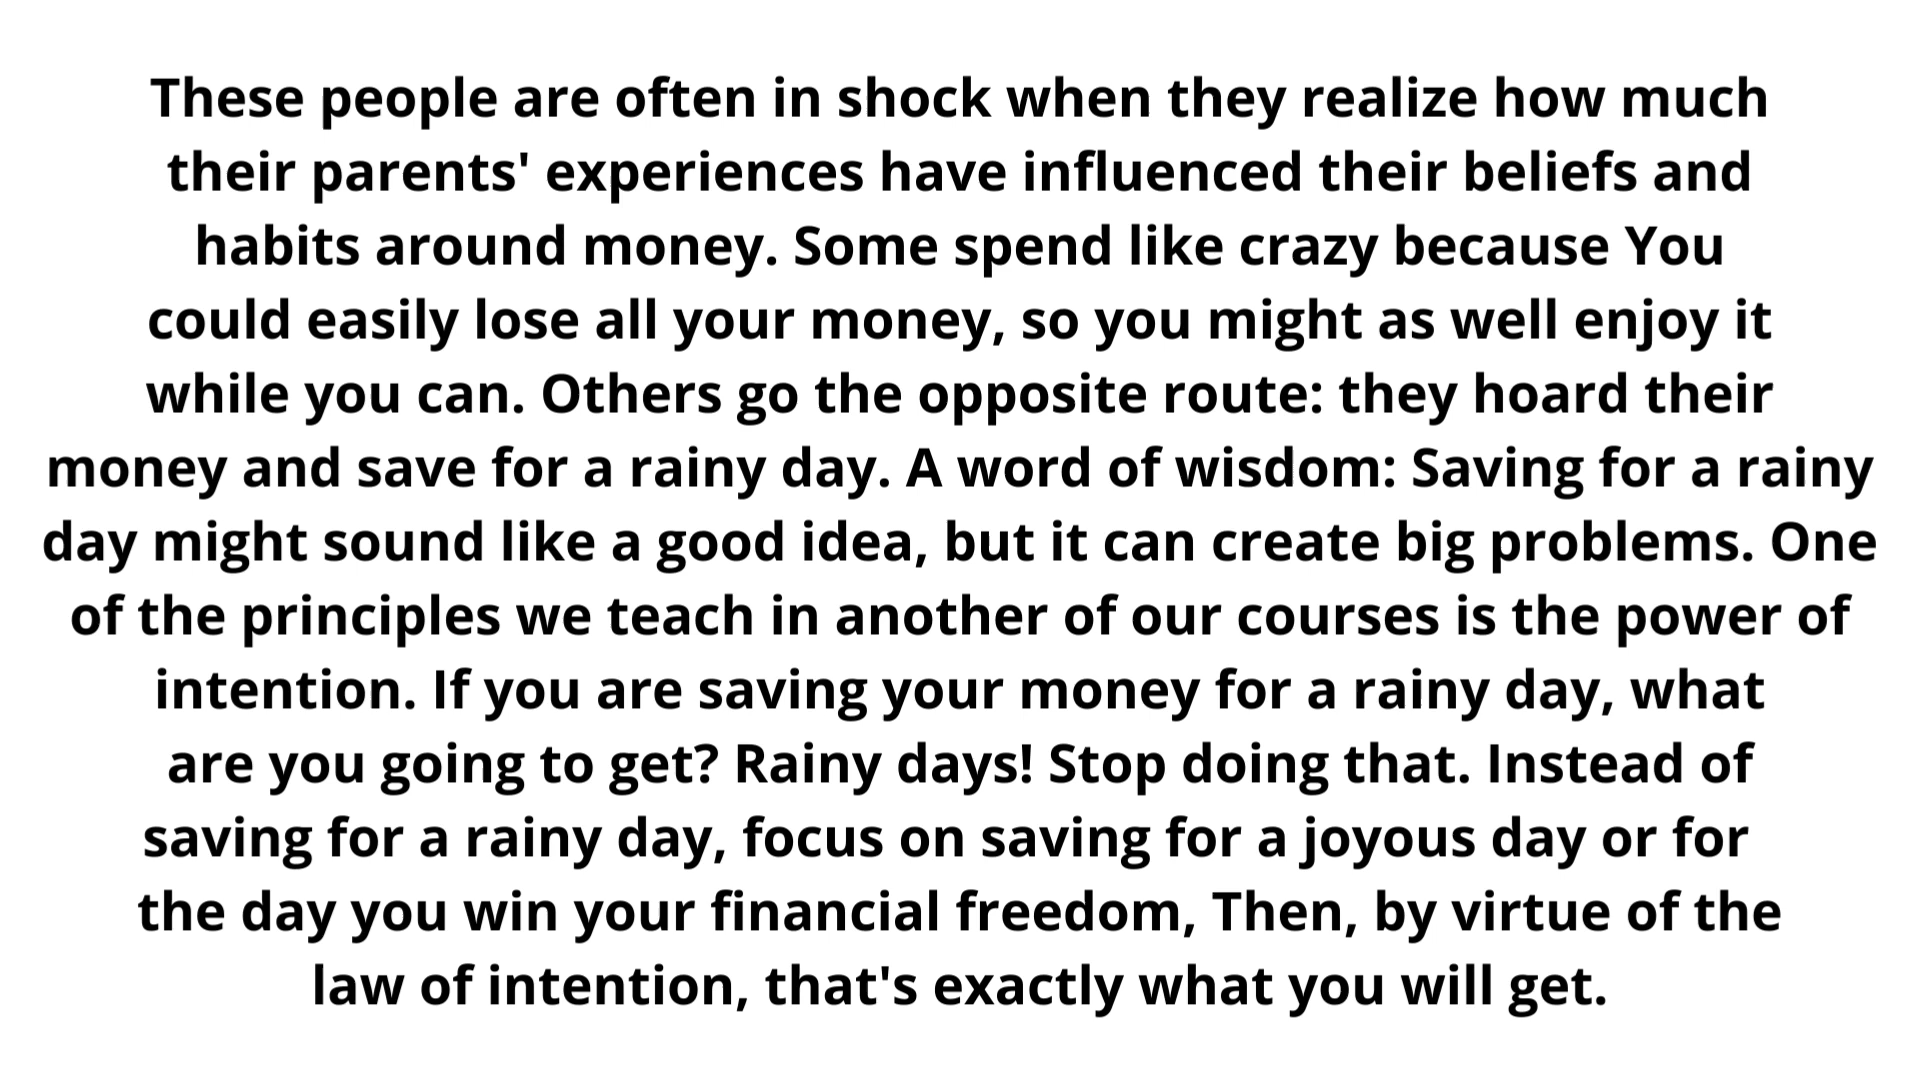 These people are often in shock when they realize how much
their parents' experiences have influenced their beliefs and
habits around money. Some spend like crazy because You
could easily lose all your money, so you might as well enjoy it
while you can. Others go the opposite route: they hoard their
money and save for a rainy day. A word of wisdom: Saving for a rainy
day might sound like a good idea, but it can create big problems. One
of the principles we teach in another of our courses is the power of
intention. If you are saving your money for a rainy day, what
are you going to get? Rainy days! Stop doing that. Instead of
saving for a rainy day, focus on saving for a joyous day or for
the day you win your financial freedom, Then, by virtue of the
law of intention, that's exactly what you will get.